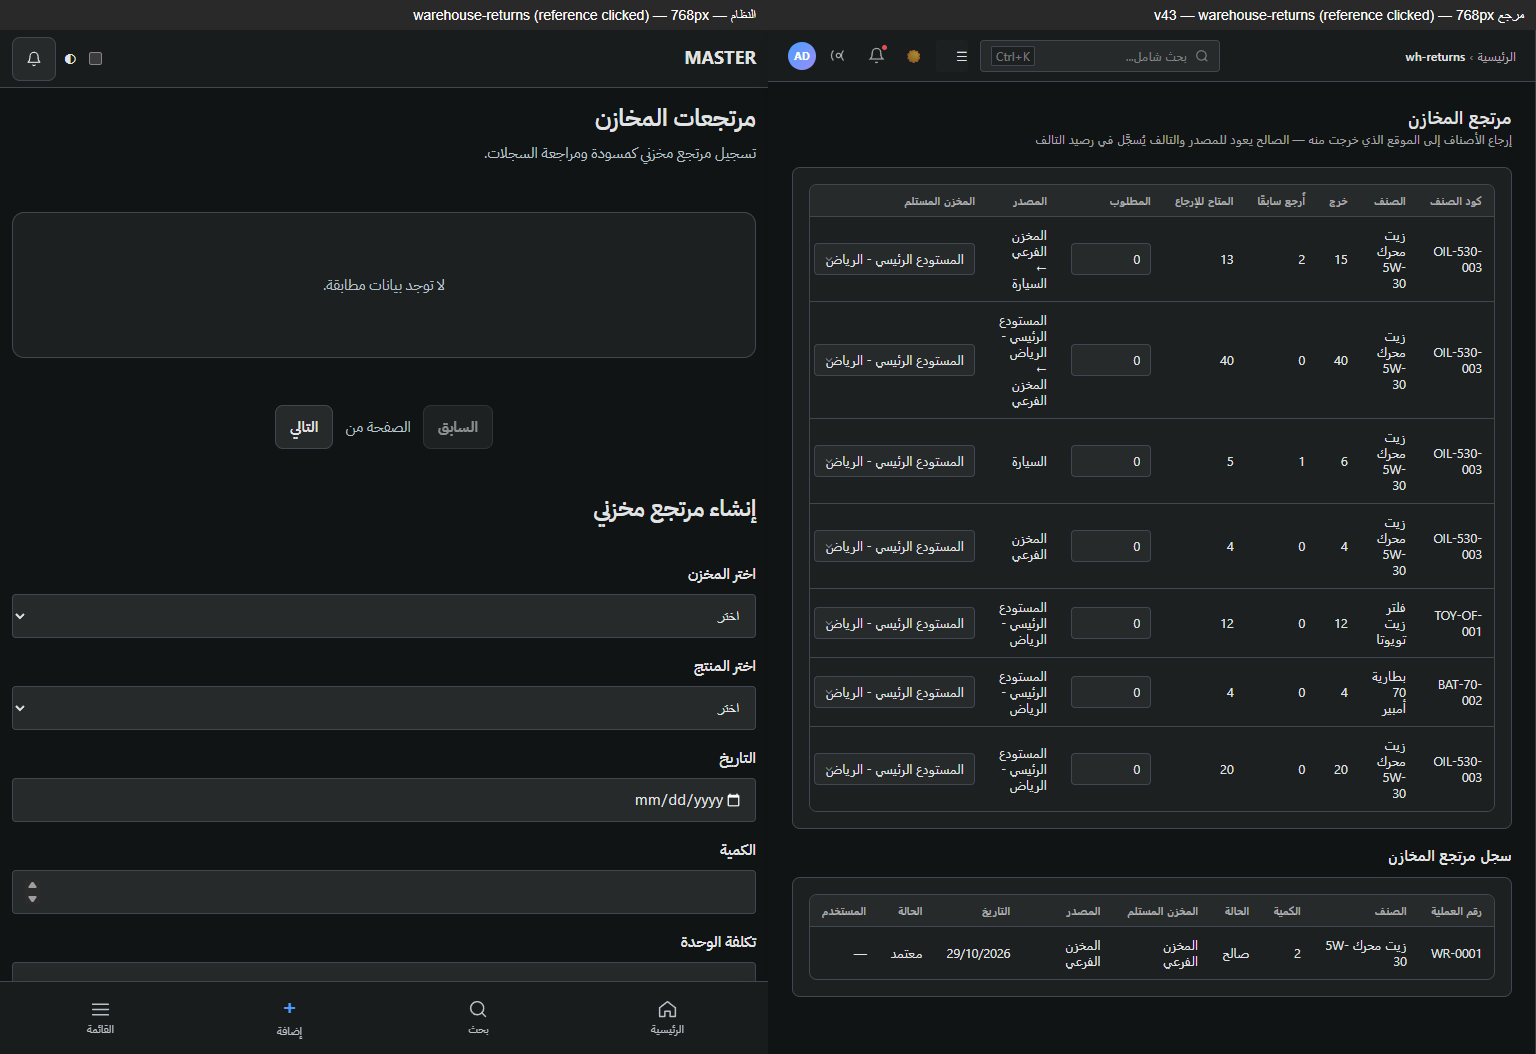 مرجع v43 — warehouse-returns (reference clicked) — 768px
الرئيسية › wh-returns
بحث شامل... Ctrl+K
AD
مرتجع المخازن
إرجاع الأصناف إلى الموقع الذي خرجت منه — الصالح يعود للمصدر والتالف يُسجَّل في رصيد التالف
كود الصنف الصنف خرج أُرجع سابقًا المتاح للإرجاع المطلوب المصدر المخزن المستلم
OIL-530-003 زيت محرك 5W-30 15 2 13 0 المخزن الفرعي ← السيارة المستودع الرئيسي - الرياض
OIL-530-003 زيت محرك 5W-30 40 0 40 0 المستودع الرئيسي - الرياض ← المخزن الفرعي المستودع الرئيسي - الرياض
OIL-530-003 زيت محرك 5W-30 6 1 5 0 السيارة المستودع الرئيسي - الرياض
OIL-530-003 زيت محرك 5W-30 4 0 4 0 المخزن الفرعي المستودع الرئيسي - الرياض
TOY-OF-001 فلتر زيت تويوتا 12 0 12 0 المستودع الرئيسي - الرياض المستودع الرئيسي - الرياض
BAT-70-002 بطارية 70 أمبير 4 0 4 0 المستودع الرئيسي - الرياض المستودع الرئيسي - الرياض
OIL-530-003 زيت محرك 5W-30 20 0 20 0 المستودع الرئيسي - الرياض المستودع الرئيسي - الرياض
سجل مرتجع المخازن
رقم العملية الصنف الكمية الحالة المخزن المستلم المصدر التاريخ الحالة المستخدم
WR-0001 زيت محرك 5W-30 2 صالح المخزن الفرعي المخزن الفرعي 29/10/2026 معتمد —
النظام — warehouse-returns (reference clicked) — 768px
MASTER
مرتجعات المخازن
تسجيل مرتجع مخزني كمسودة ومراجعة السجلات.
لا توجد بيانات مطابقة.
السابق الصفحة من التالي
إنشاء مرتجع مخزني
اختر المخزن
اختر
اختر المنتج
اختر
التاريخ
mm/dd/yyyy
الكمية
تكلفة الوحدة
الرئيسية بحث إضافة القائمة